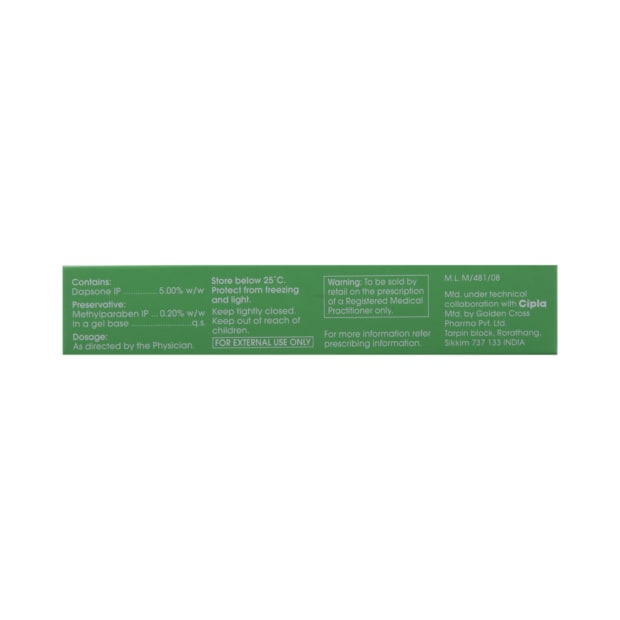 Contains:
Dapsone IP ............. 5.00% w/w
Preservative:
Methylparaben IP ... 0.20% w/w
In a gel base ...........................q.s.
Dosage:
As directed by the Physician.
Store below 25°C.
Protect from freezing
and light.
Keep tightly closed.
Keep out of reach of
children.
FOR EXTERNAL USE ONLY
Warning: To be sold by
retail on the prescription
of a Registered Medical
Practitioner only.
For more information refer
prescribing information.
M.L. M/481/08
Mfd. under technical
collaboration with Cipla
Mfd. by Golden Cross
Pharma Pvt. Ltd.
Tarpin block, Rorathang,
Sikkim 737 133 INDIA